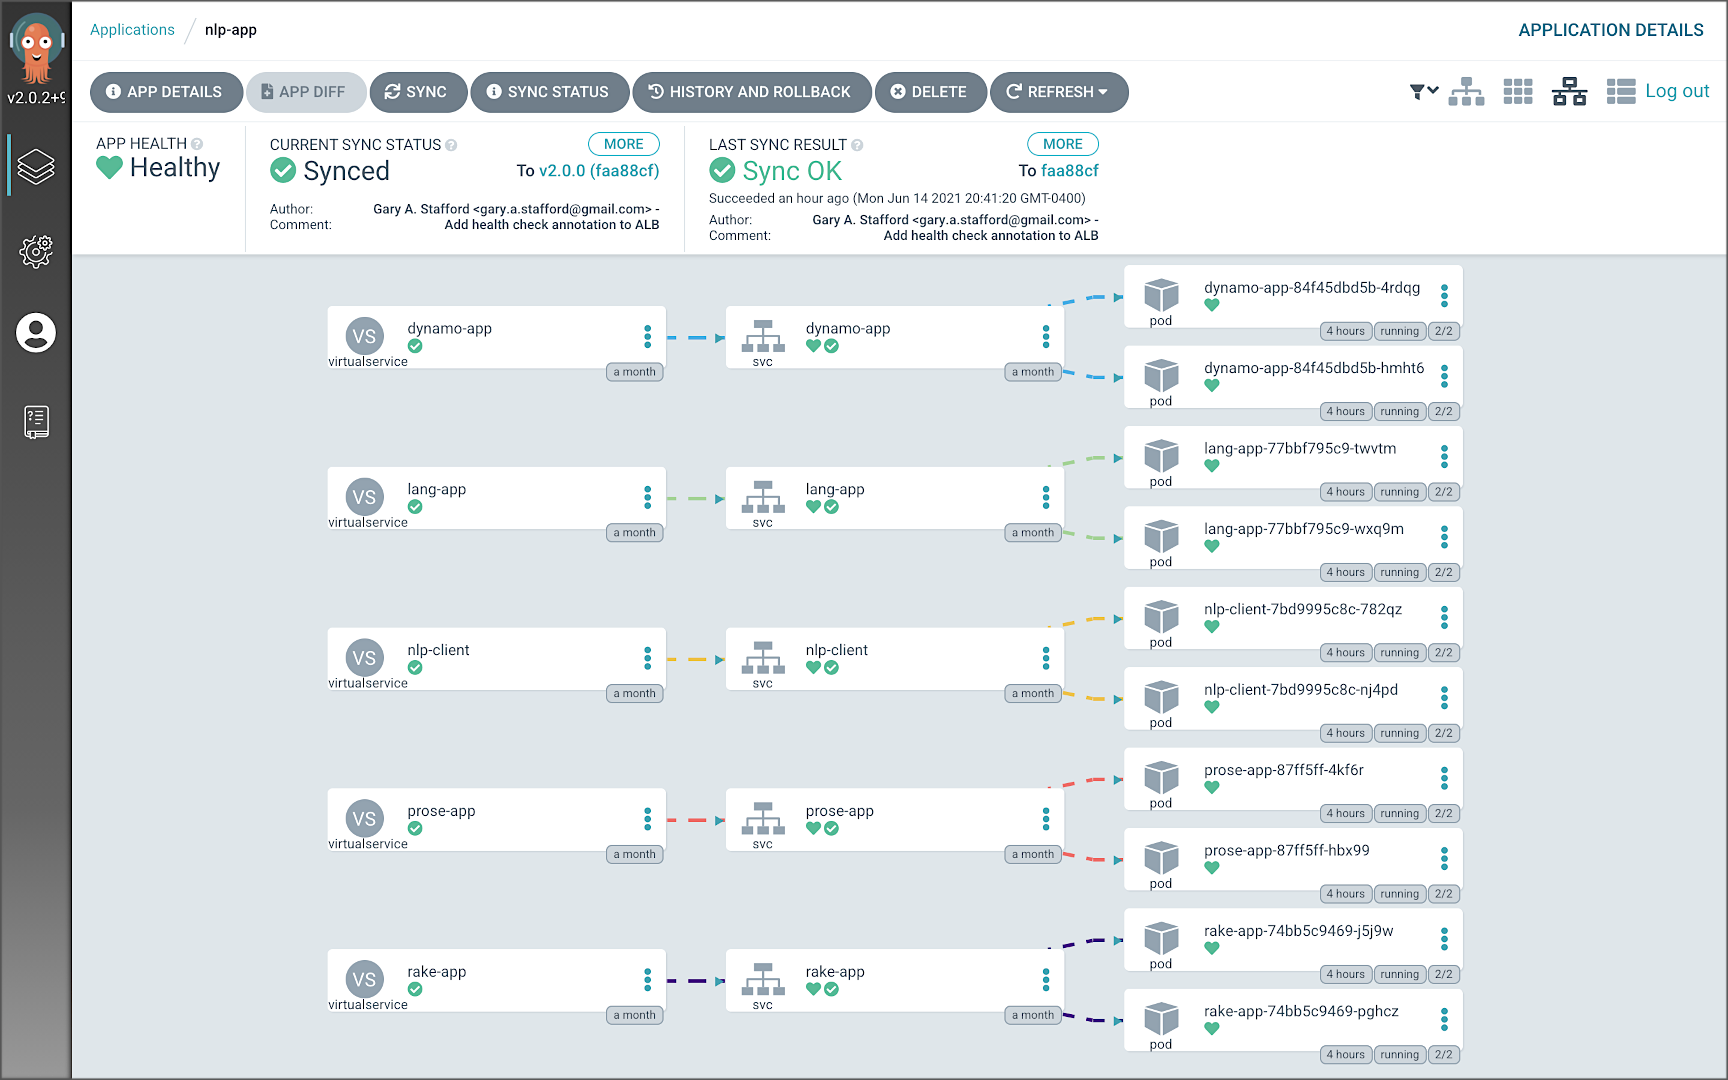 v2.0.2+9
Applications / nlp-app
APPLICATION DETAILS
APP DETAILS
APP DIFF
SYNC
SYNC STATUS
HISTORY AND ROLLBACK
DELETE
REFRESH
Log out
APP HEALTH
Healthy
CURRENT SYNC STATUS
MORE
Synced
To v2.0.0 (faa88cf)
Author: Gary A. Stafford <gary.a.stafford@gmail.com> -
Comment: Add health check annotation to ALB
LAST SYNC RESULT
MORE
Sync OK
To faa88cf
Succeeded an hour ago (Mon Jun 14 2021 20:41:20 GMT-0400)
Author: Gary A. Stafford <gary.a.stafford@gmail.com> -
Comment: Add health check annotation to ALB
VS
virtualservice
dynamo-app
a month
svc
dynamo-app
a month
pod
dynamo-app-84f45dbd5b-4rdqg
4 hours running 2/2
pod
dynamo-app-84f45dbd5b-hmht6
4 hours running 2/2
VS
virtualservice
lang-app
a month
svc
lang-app
a month
pod
lang-app-77bbf795c9-twvtm
4 hours running 2/2
pod
lang-app-77bbf795c9-wxq9m
4 hours running 2/2
VS
virtualservice
nlp-client
a month
svc
nlp-client
a month
pod
nlp-client-7bd9995c8c-782qz
4 hours running 2/2
pod
nlp-client-7bd9995c8c-nj4pd
4 hours running 2/2
VS
virtualservice
prose-app
a month
svc
prose-app
a month
pod
prose-app-87ff5ff-4kf6r
4 hours running 2/2
pod
prose-app-87ff5ff-hbx99
4 hours running 2/2
VS
virtualservice
rake-app
a month
svc
rake-app
a month
pod
rake-app-74bb5c9469-j5j9w
4 hours running 2/2
pod
rake-app-74bb5c9469-pghcz
4 hours running 2/2